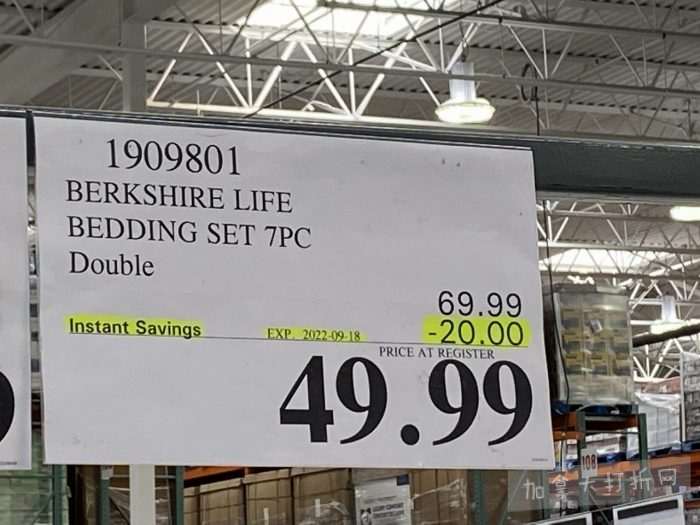 1909801
BERKSHIRE LIFE
BEDDING SET 7PC
Double
69.99
Instant Savings EXP. 2022-09-18 -20.00
PRICE AT REGISTER
49.99
108
加拿大打折网